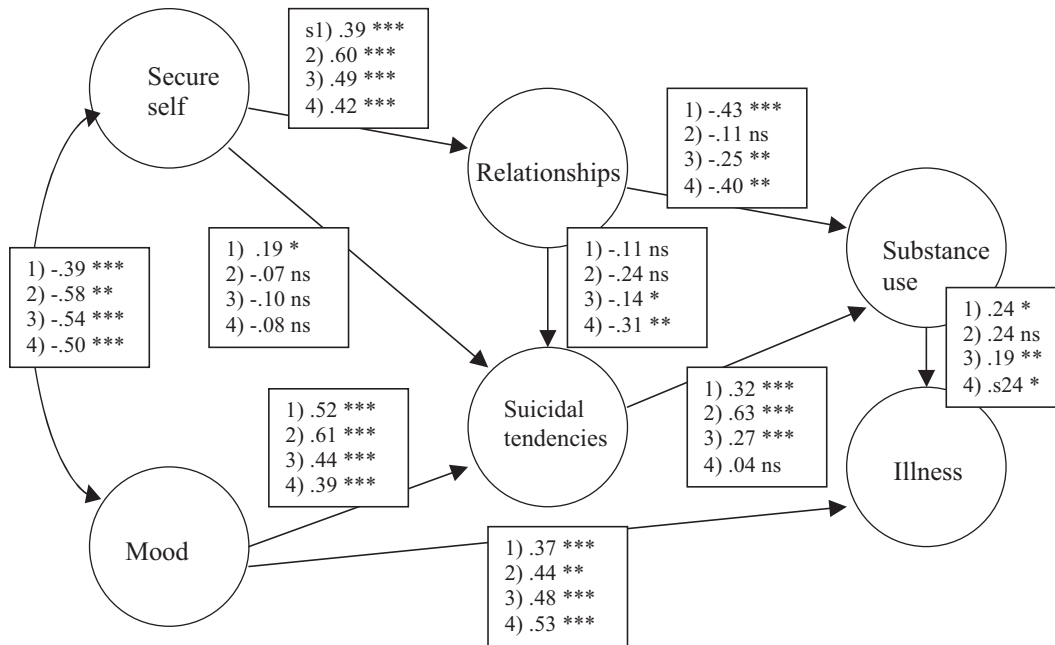 Secure
self
s1) .39 ***
2) .60 ***
3) .49 ***
4) .42 ***
Relationships
1) -.43 ***
2) -.11 ns
3) -.25 **
4) -.40 **
1) -.39 ***
2) -.58 **
3) -.54 ***
4) -.50 ***
1) .19 *
2) -.07 ns
3) -.10 ns
4) -.08 ns
1) -.11 ns
2) -.24 ns
3) -.14 *
4) -.31 **
Substance
use
1) .24 *
2) .24 ns
3) .19 **
4) .s24 *
1) .52 ***
2) .61 ***
3) .44 ***
4) .39 ***
Suicidal
tendencies
1) .32 ***
2) .63 ***
3) .27 ***
4) .04 ns
Illness
Mood
1) .37 ***
2) .44 **
3) .48 ***
4) .53 ***